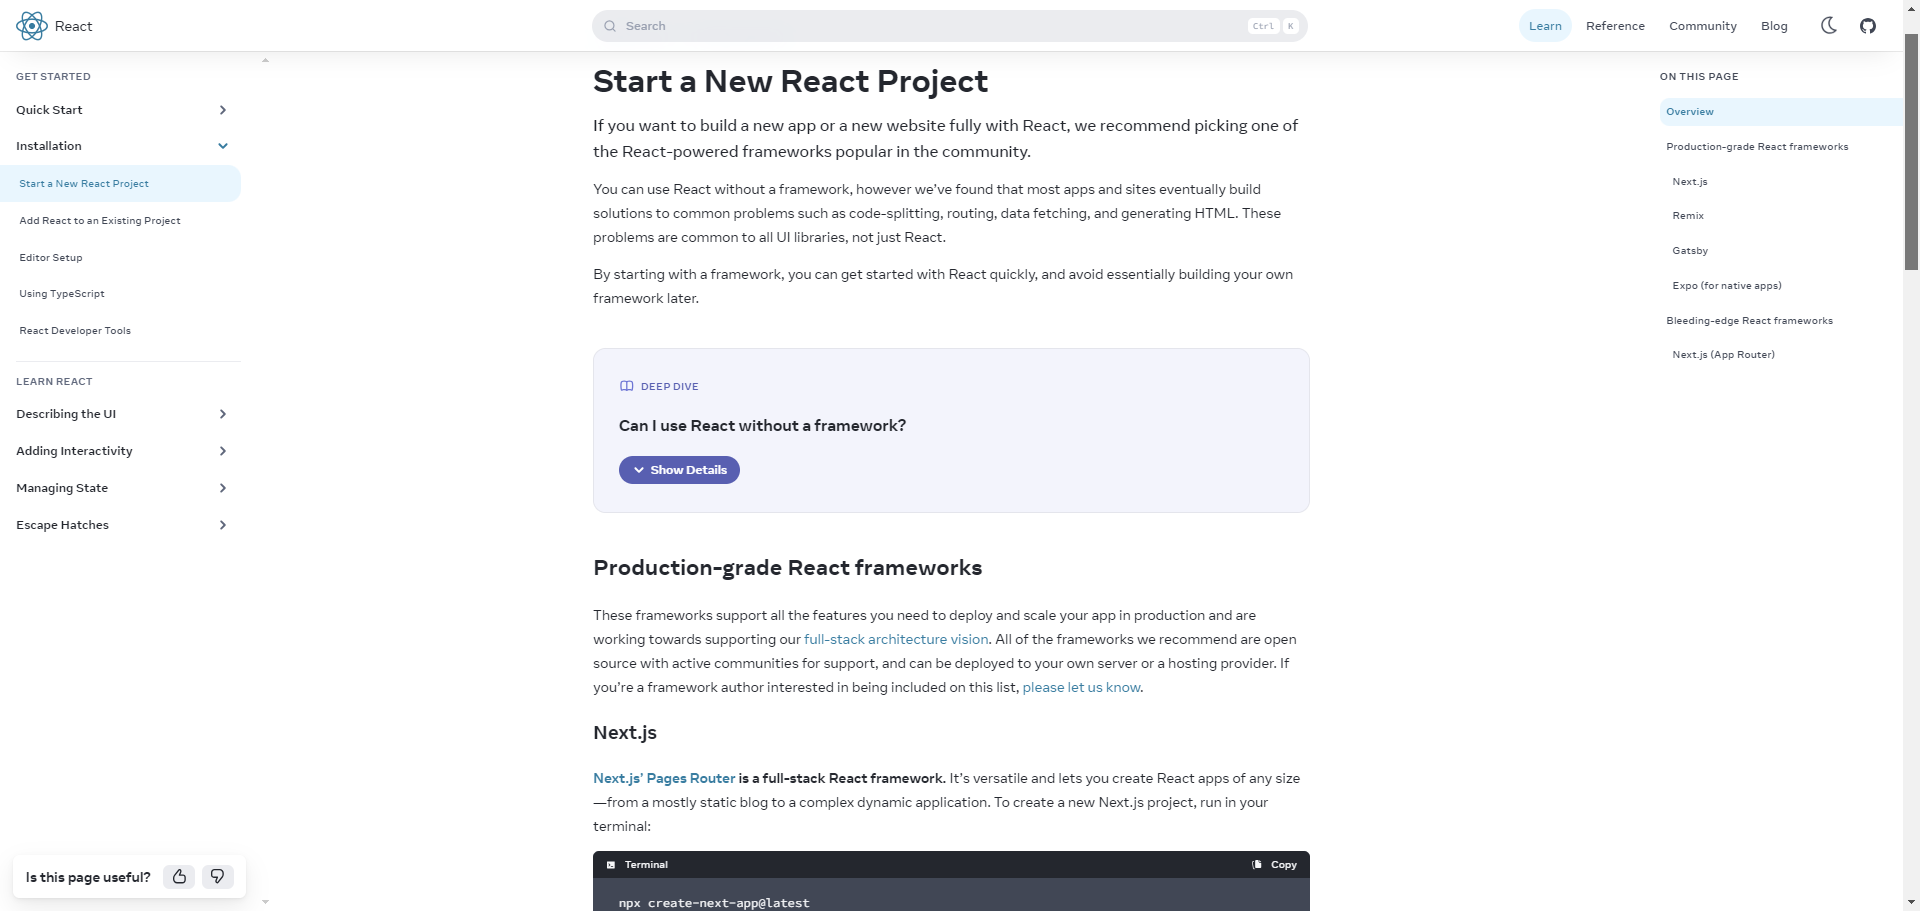 React
Search
Ctrl K
Learn
Reference
Community
Blog
GET STARTED
Quick Start
Installation
Start a New React Project
Add React to an Existing Project
Editor Setup
Using TypeScript
React Developer Tools
LEARN REACT
Describing the UI
Adding Interactivity
Managing State
Escape Hatches
Is this page useful?
Start a New React Project
If you want to build a new app or a new website fully with React, we recommend picking one of
the React-powered frameworks popular in the community.
You can use React without a framework, however we’ve found that most apps and sites eventually build
solutions to common problems such as code-splitting, routing, data fetching, and generating HTML. These
problems are common to all UI libraries, not just React.
By starting with a framework, you can get started with React quickly, and avoid essentially building your own
framework later.
DEEP DIVE
Can I use React without a framework?
Show Details
Production-grade React frameworks
These frameworks support all the features you need to deploy and scale your app in production and are
working towards supporting our full-stack architecture vision. All of the frameworks we recommend are open
source with active communities for support, and can be deployed to your own server or a hosting provider. If
you’re a framework author interested in being included on this list, please let us know.
Next.js
Next.js’ Pages Router is a full-stack React framework. It’s versatile and lets you create React apps of any size
—from a mostly static blog to a complex dynamic application. To create a new Next.js project, run in your
terminal:
Terminal
Copy
npx create-next-app@latest
ON THIS PAGE
Overview
Production-grade React frameworks
Next.js
Remix
Gatsby
Expo (for native apps)
Bleeding-edge React frameworks
Next.js (App Router)